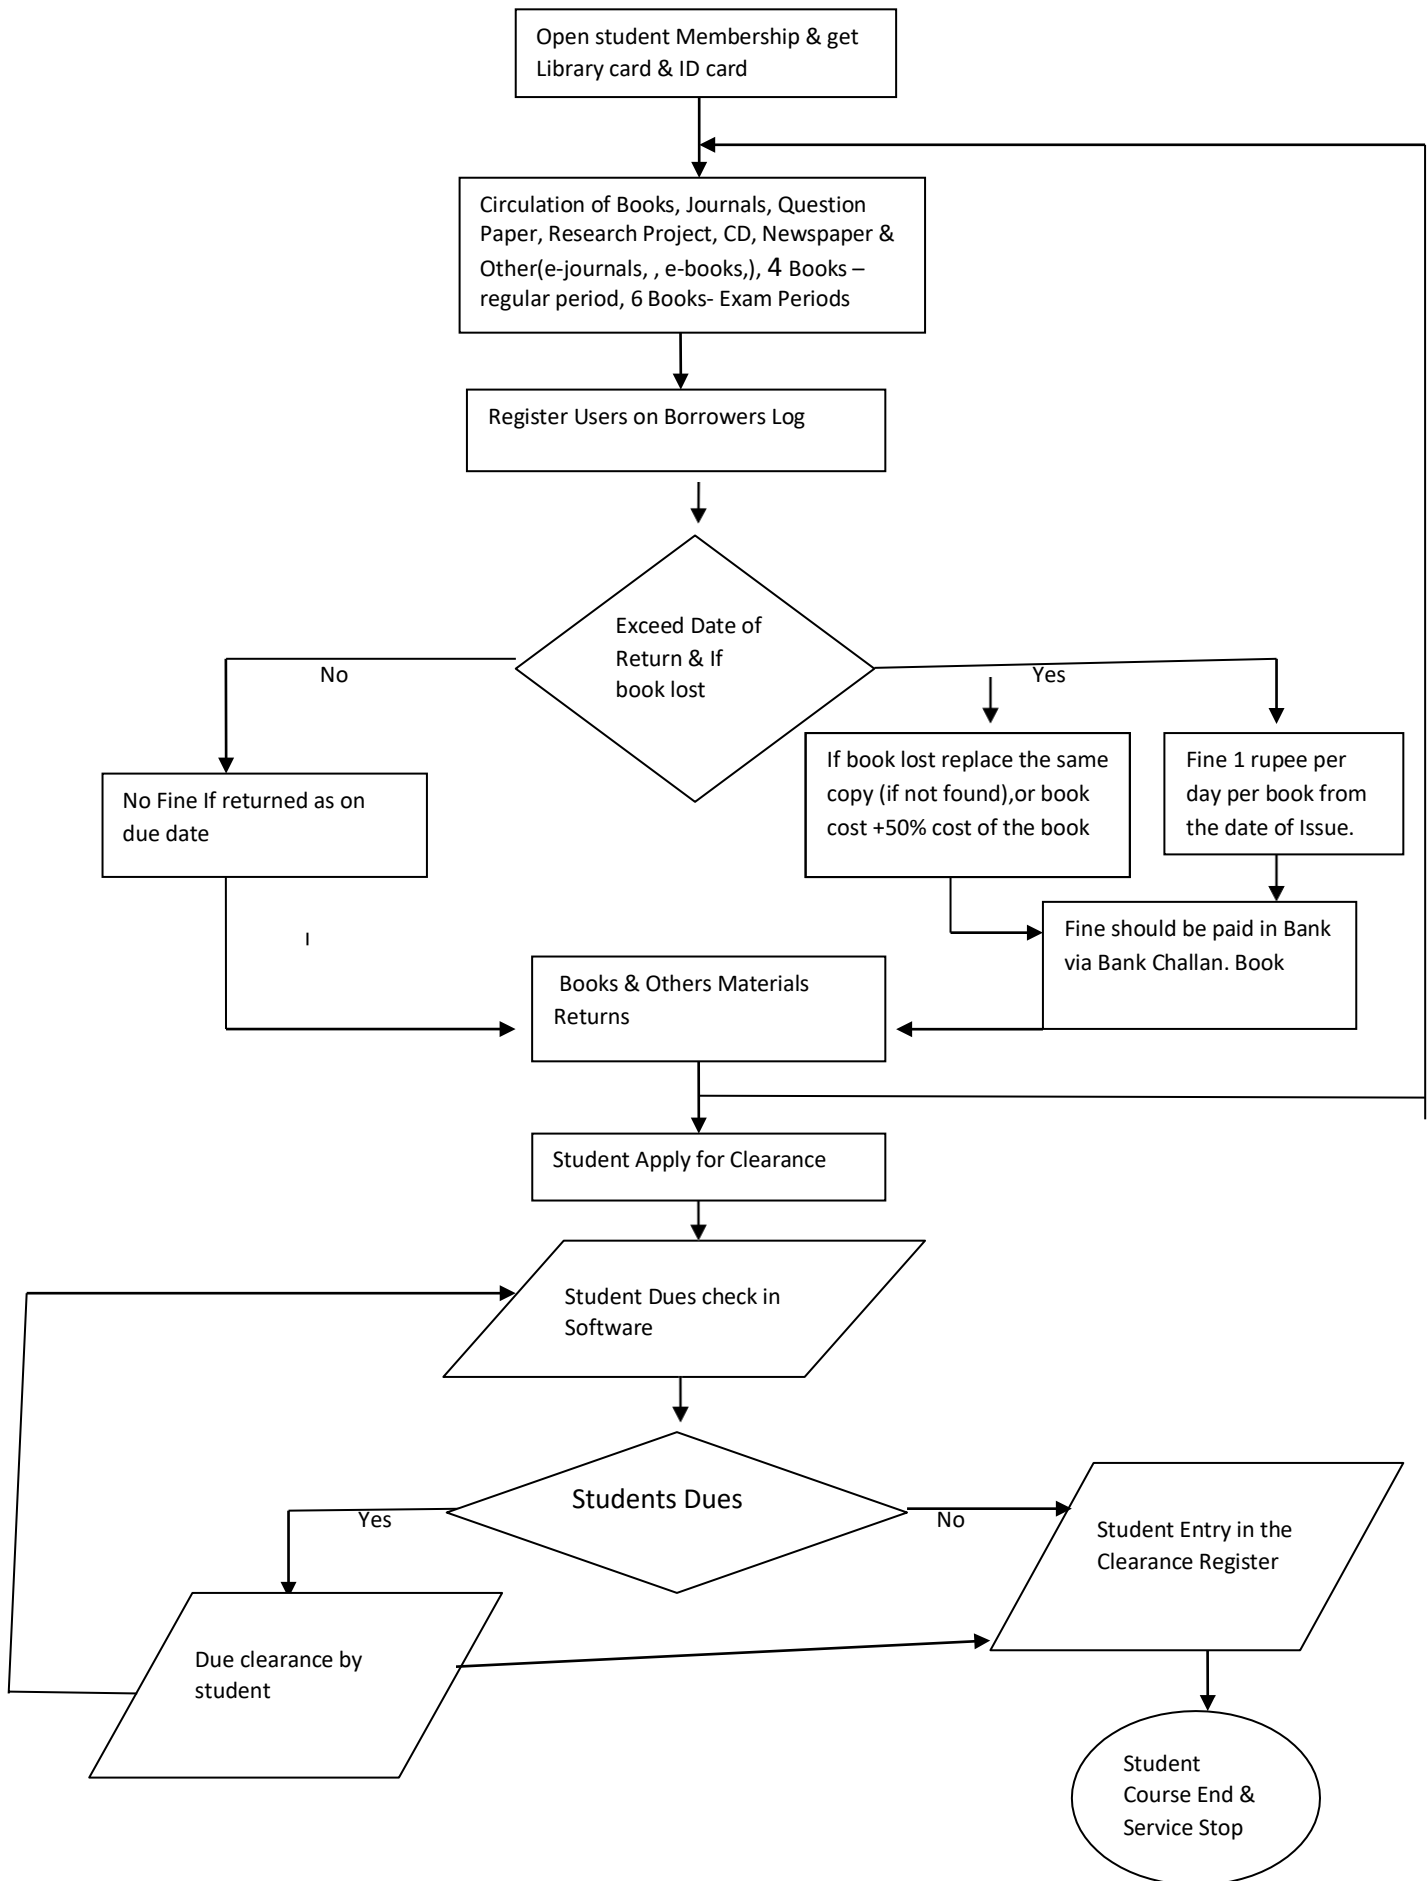 Open student Membership & get
Library card & ID card
Circulation of Books, Journals, Question
Paper, Research Project, CD, Newspaper &
Other(e-journals, , e-books,), 4 Books –
regular period, 6 Books- Exam Periods
Register Users on Borrowers Log
Exceed Date of
Return & If
book lost
No
Yes
If book lost replace the same
copy (if not found),or book
cost +50% cost of the book
Fine 1 rupee per
day per book from
the date of Issue.
No Fine If returned as on
due date
I
Fine should be paid in Bank
via Bank Challan. Book
Books & Others Materials
Returns
Student Apply for Clearance
Student Dues check in
Software
Students Dues
Yes
No
Student Entry in the
Clearance Register
Due clearance by
student
Student
Course End &
Service Stop